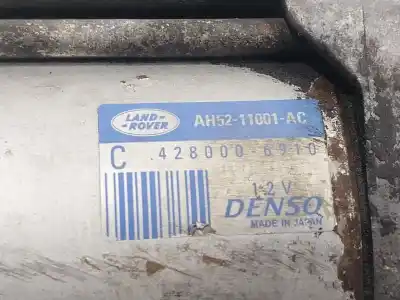 LAND-
ROVER
AH52-11001-AC
C 428000-6910
12V
DENSO
MADE IN JAPAN